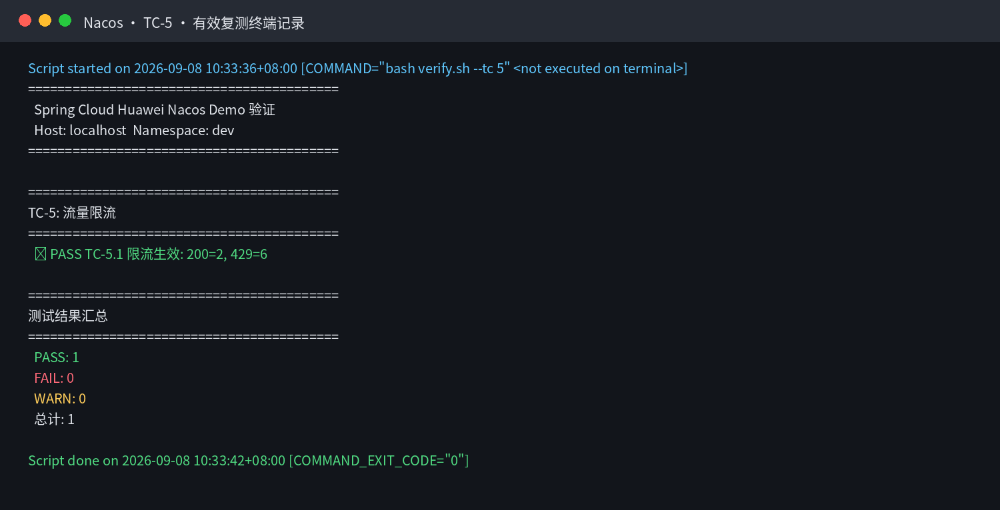 Nacos · TC-5 · 有效复测终端记录
Script started on 2026-09-08 10:33:36+08:00 [COMMAND="bash verify.sh --tc 5" <not executed on terminal>]
==========================================
Spring Cloud Huawei Nacos Demo 验证
Host: localhost  Namespace: dev
==========================================
==========================================
TC-5: 流量限流
==========================================
PASS TC-5.1 限流生效: 200=2, 429=6
==========================================
测试结果汇总
==========================================
PASS: 1
FAIL: 0
WARN: 0
总计: 1
Script done on 2026-09-08 10:33:42+08:00 [COMMAND_EXIT_CODE="0"]